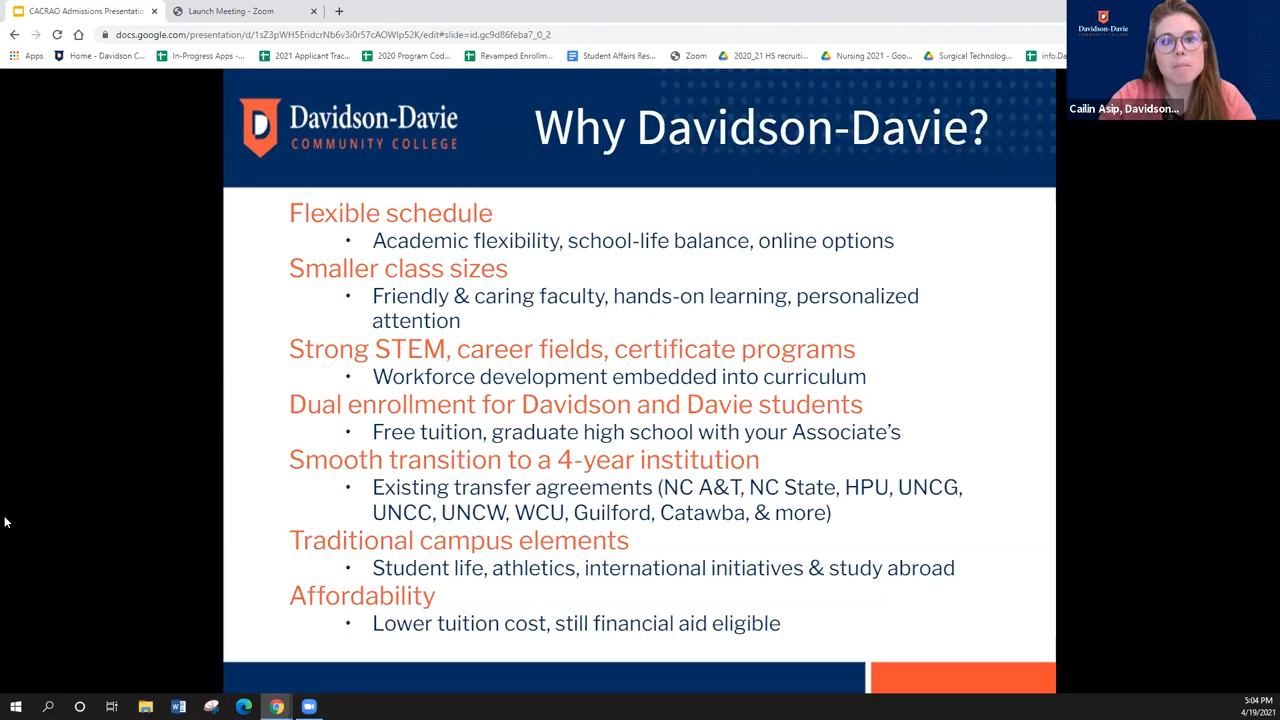 CACRAO Admissions Presentatio
Launch Meeting - Zoom
docs.google.com/presentation/d/1sZ3pWH5EridcrNb6v3i0r57cAQ7Mb52KyNI/edit#slide=id.gc9d86feba7_0_2
Apps
Home - Davidson C...
In-Progress Apps -...
2021 Applicant Trac...
2020 Program Cod...
Revamped Enrollm...
Student Affairs Res...
Zoom
2020_21 HS recruiti...
Nursing 2021 - Goo...
Surgical Technolog...
info.Da
Davidson-Davie
COMMUNITY COLLEGE
Cailin Asip, Davidson...
Davidson-Davie
COMMUNITY COLLEGE
Why Davidson-Davie?
Flexible schedule
• Academic flexibility, school-life balance, online options
Smaller class sizes
• Friendly & caring faculty, hands-on learning, personalized
attention
Strong STEM, career fields, certificate programs
• Workforce development embedded into curriculum
Dual enrollment for Davidson and Davie students
• Free tuition, graduate high school with your Associate's
Smooth transition to a 4-year institution
• Existing transfer agreements (NC A&T, NC State, HPU, UNCG,
UNCC, UNCW, WCU, Guilford, Catawba, & more)
Traditional campus elements
• Student life, athletics, international initiatives & study abroad
Affordability
• Lower tuition cost, still financial aid eligible
5:04 PM
4/19/2021